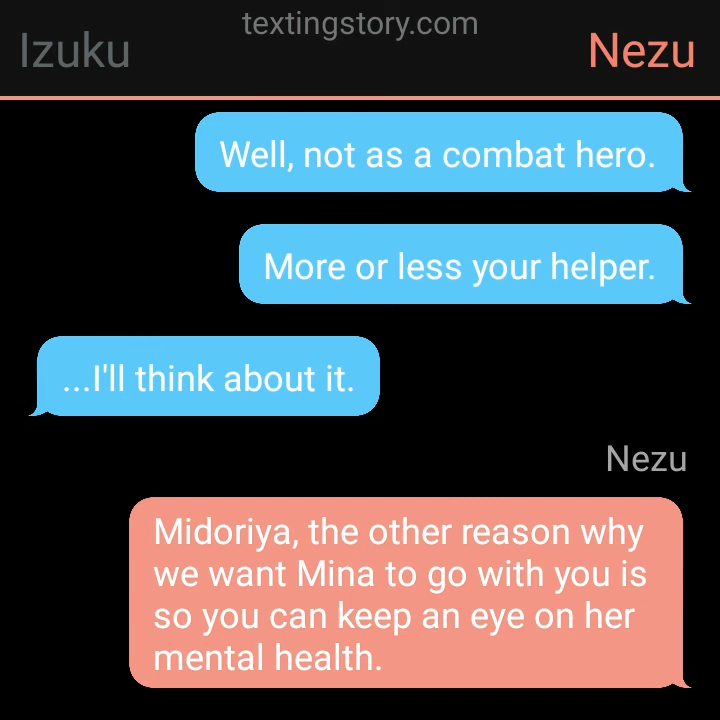 textingstory.com
Izuku
Nezu
Well, not as a combat hero.
More or less your helper.
...I'll think about it.
Nezu
Midoriya, the other reason why
we want Mina to go with you is
so you can keep an eye on her
mental health.